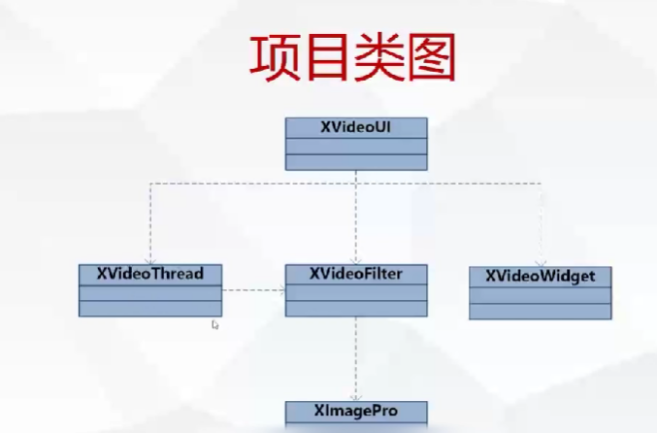 项目类图
XVideoUI
XVideoThread
XVideoFilter
XVideoWidget
XImagePro